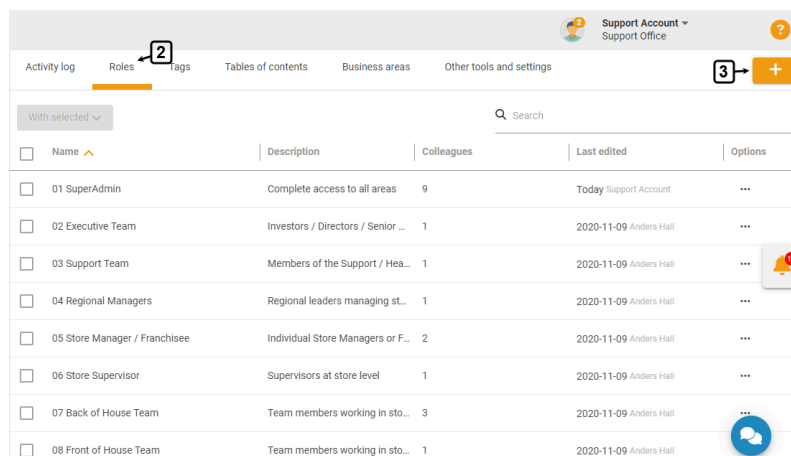 2 Support Account
Support Office
?
2
Activity log Roles Tags Tables of contents Business areas Other tools and settings
3 +
With selected Search
Name Description Colleagues Last edited Options
01 SuperAdmin Complete access to all areas 9 Today Support Account ...
02 Executive Team Investors / Directors / Senior ... 1 2020-11-09 Anders Hall ...
03 Support Team Members of the Support / Hea... 1 2020-11-09 Anders Hall ...
04 Regional Managers Regional leaders managing st... 1 2020-11-09 Anders Hall ...
05 Store Manager / Franchisee Individual Store Managers or F... 2 2020-11-09 Anders Hall ...
06 Store Supervisor Supervisors at store level 1 2020-11-09 Anders Hall ...
07 Back of House Team Team members working in sto... 3 2020-11-09 Anders Hall ...
08 Front of House Team Team members working in sto... 1 2020-11-09 Anders Hall